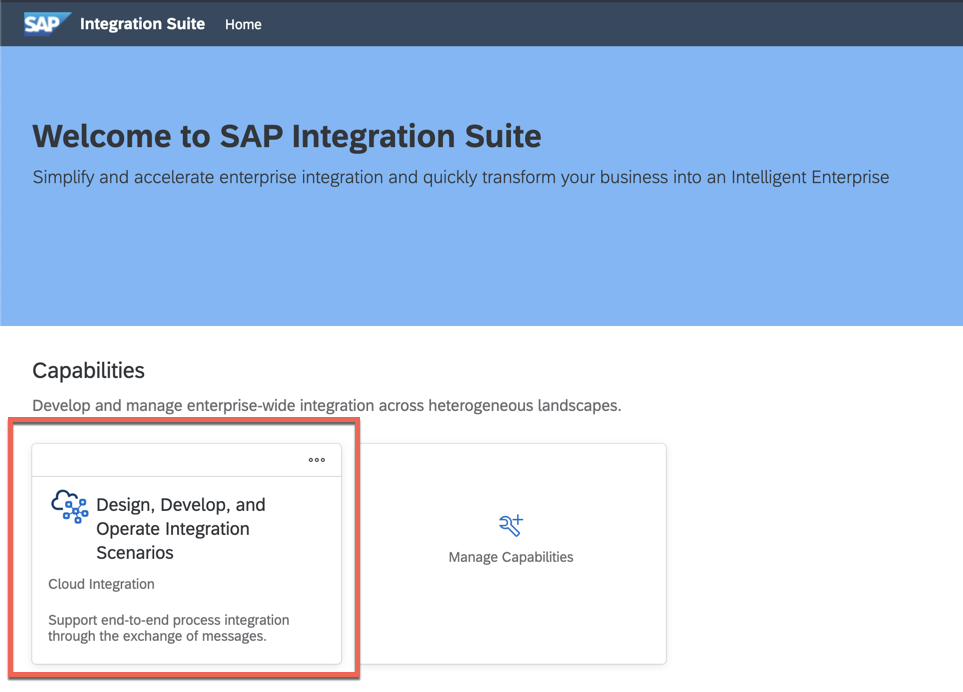 SAP Integration Suite Home
Welcome to SAP Integration Suite
Simplify and accelerate enterprise integration and quickly transform your business into an Intelligent Enterprise
Capabilities
Develop and manage enterprise-wide integration across heterogeneous landscapes.
Design, Develop, and
Operate Integration
Scenarios
Cloud Integration
Support end-to-end process integration
through the exchange of messages.
Manage Capabilities